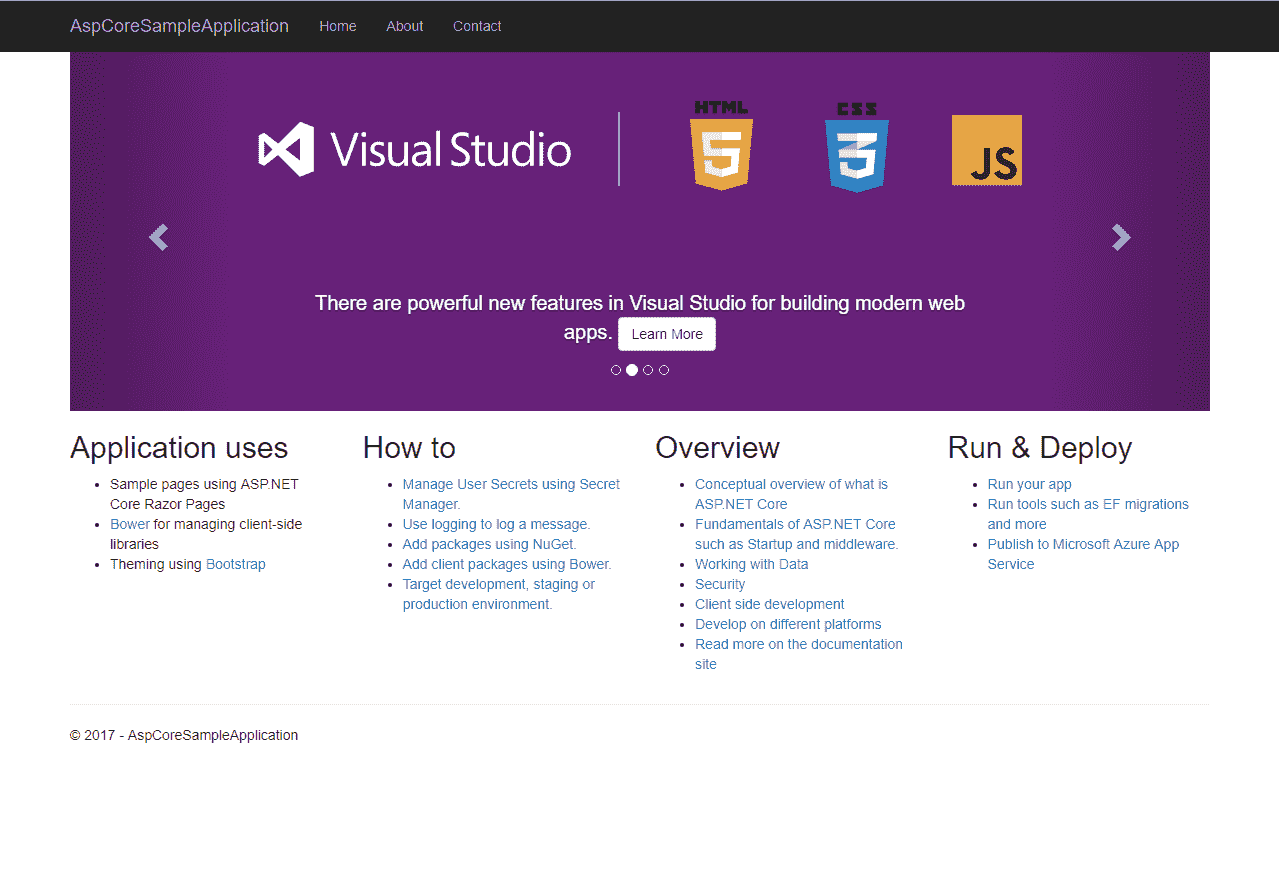 AspCoreSampleApplication Home About Contact
Visual Studio
HTML
5
CSS
3
JS
There are powerful new features in Visual Studio for building modern web
apps. Learn More
Application uses
Sample pages using ASP.NET
Core Razor Pages
Bower for managing client-side
libraries
Theming using Bootstrap
How to
Manage User Secrets using Secret
Manager.
Use logging to log a message.
Add packages using NuGet.
Add client packages using Bower.
Target development, staging or
production environment.
Overview
Conceptual overview of what is
ASP.NET Core
Fundamentals of ASP.NET Core
such as Startup and middleware.
Working with Data
Security
Client side development
Develop on different platforms
Read more on the documentation
site
Run & Deploy
Run your app
Run tools such as EF migrations
and more
Publish to Microsoft Azure App
Service
© 2017 - AspCoreSampleApplication